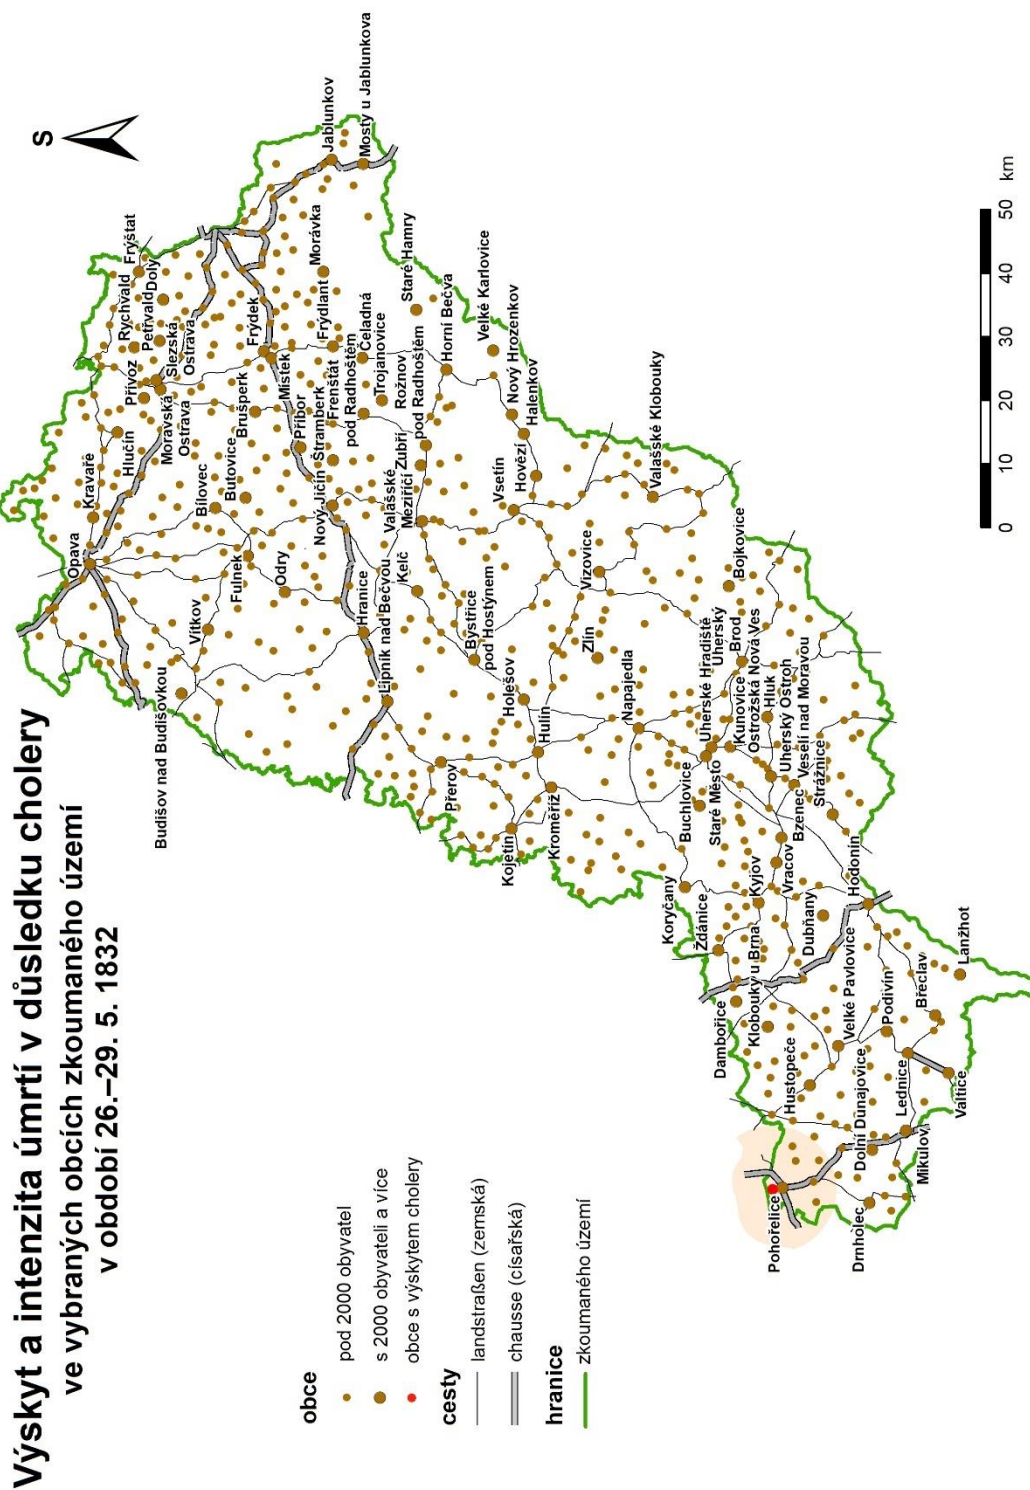 Výskyt a intenzita úmrtí v důsledku cholery
ve vybraných obcích zkoumaného území
v období 26.–29. 5. 1832
S
obce
pod 2000 obyvatel
s 2000 obyvateli a více
obce s výskytem cholery
cesty
landstraßen (zemská)
chausse (císařská)
hranice
zkoumaného území
Opava
Kravaře
Hlučín
Přívoz
Rychvald
Petřvald
Doly
Fryštat
Slezská
Ostrava
Moravská
Ostrava
Budišov nad Budišovkou
Vítkov
Bílovec
Butovice
Brušperk
Fulnek
Odry
Frýdek
Místek
Příbor
Štramberk
Nový Jičín
Frenštát
pod Radhoštěm
Frýdlant
Morávka
Jablunkov
Mosty u Jablunkova
Čeladná
Trojanovice
Staré Hamry
Rožnov
pod Radhoštěm
Zubří
Valašské
Meziříčí
Hranice
Lipník nad Bečvou
Kelč
Horní Bečva
Velké Karlovice
Nový Hrozenkov
Halenkov
Hovězí
Vsetín
Bystřice
pod Hostýnem
Přerov
Holešov
Hulín
Kojetín
Kroměříž
Vizovice
Zlín
Valašské Klobouky
Napajedla
Bojkovice
Uherské Hradiště
Uherský
Brod
Kunovice
Ostrožská Nová Ves
Hluk
Uherský Ostroh
Veselí nad Moravou
Strážnice
Buchlovice
Staré Město
Bzenec
Vracov
Koryčany
Kyjov
Ždánice
Dubňany
Hodonín
Dambořice
Klobouky u Brna
Velké Pavlovice
Hustopeče
Podivín
Břeclav
Lanžhot
Dolní Dunajovice
Lednice
Valtice
Mikulov
Pohořelice
Drnholec
0
10
20
30
40
50
km